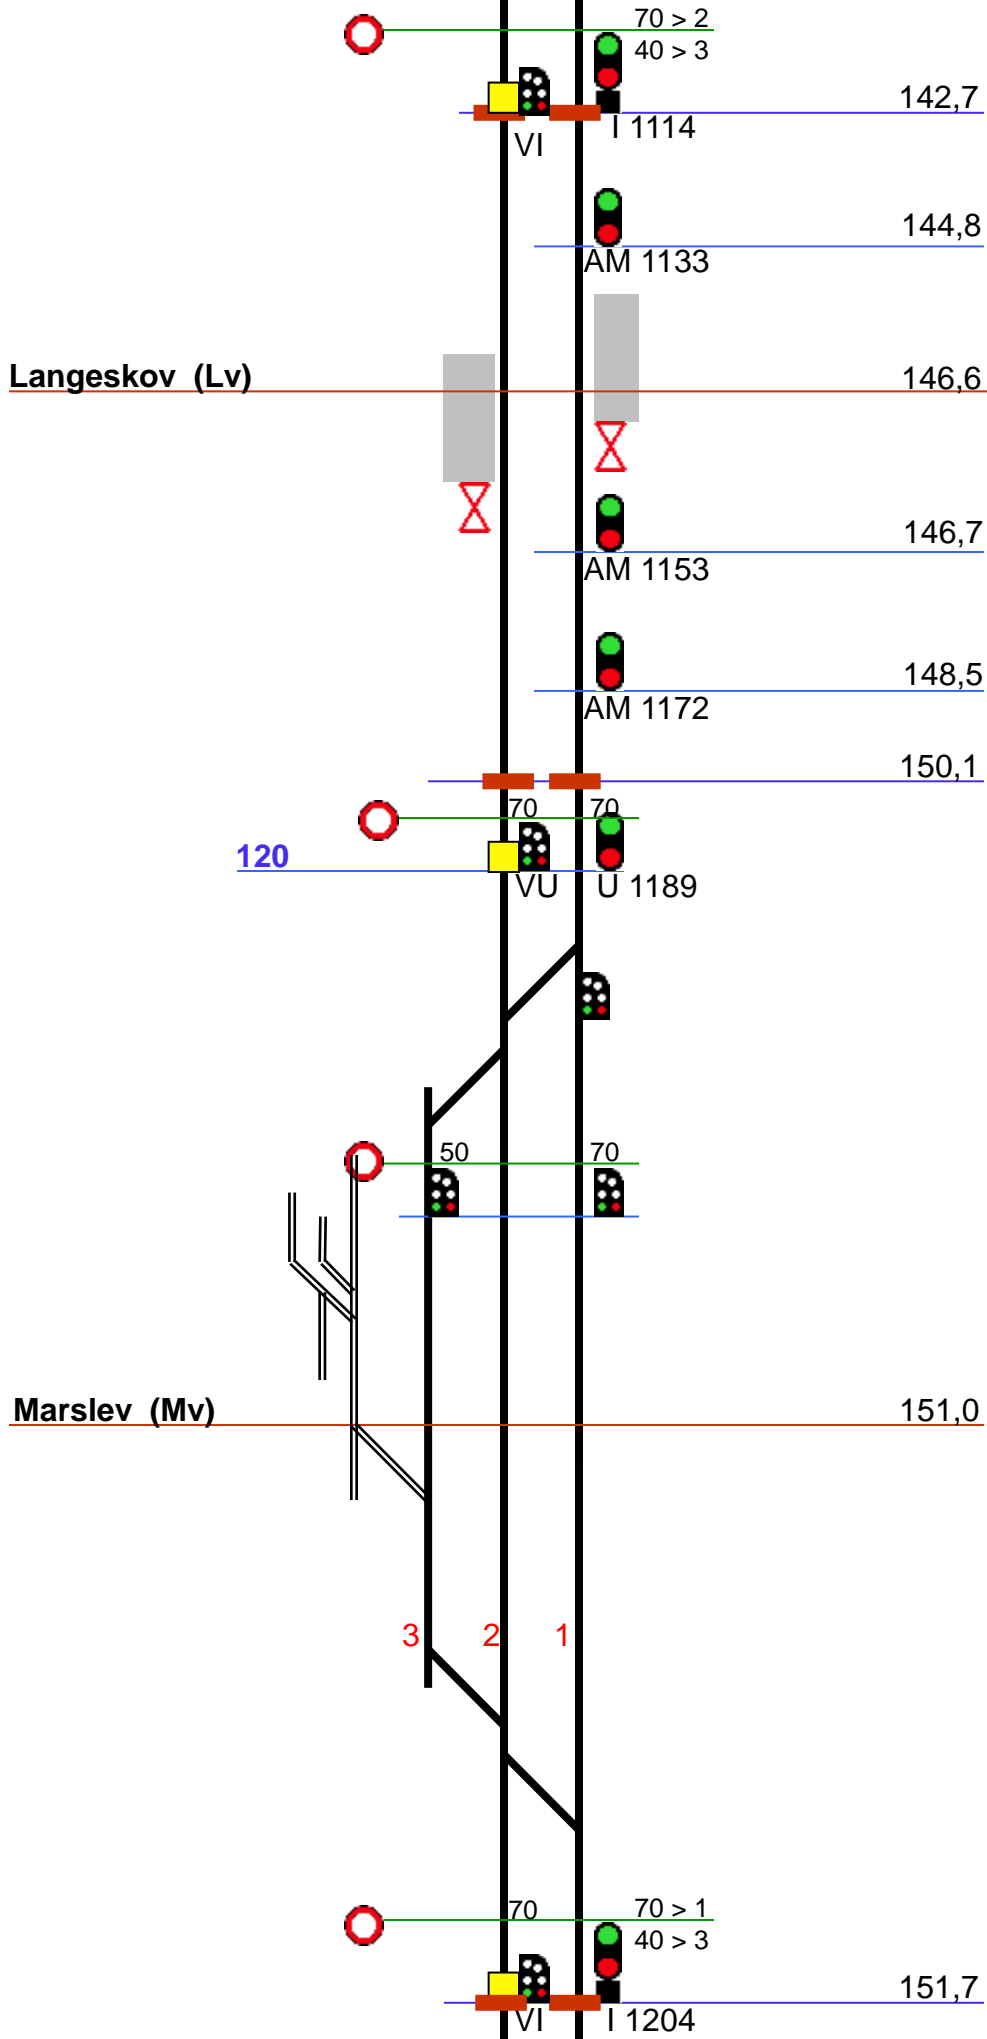 70 > 2
40 > 3
142,7
VI
I 1114
144,8
AM 1133
Langeskov (Lv)
146,6
146,7
AM 1153
148,5
AM 1172
150,1
70 70
120
VU
U 1189
50 70
Marslev (Mv)
151,0
3 2 1
70
70 > 1
40 > 3
151,7
VI
I 1204